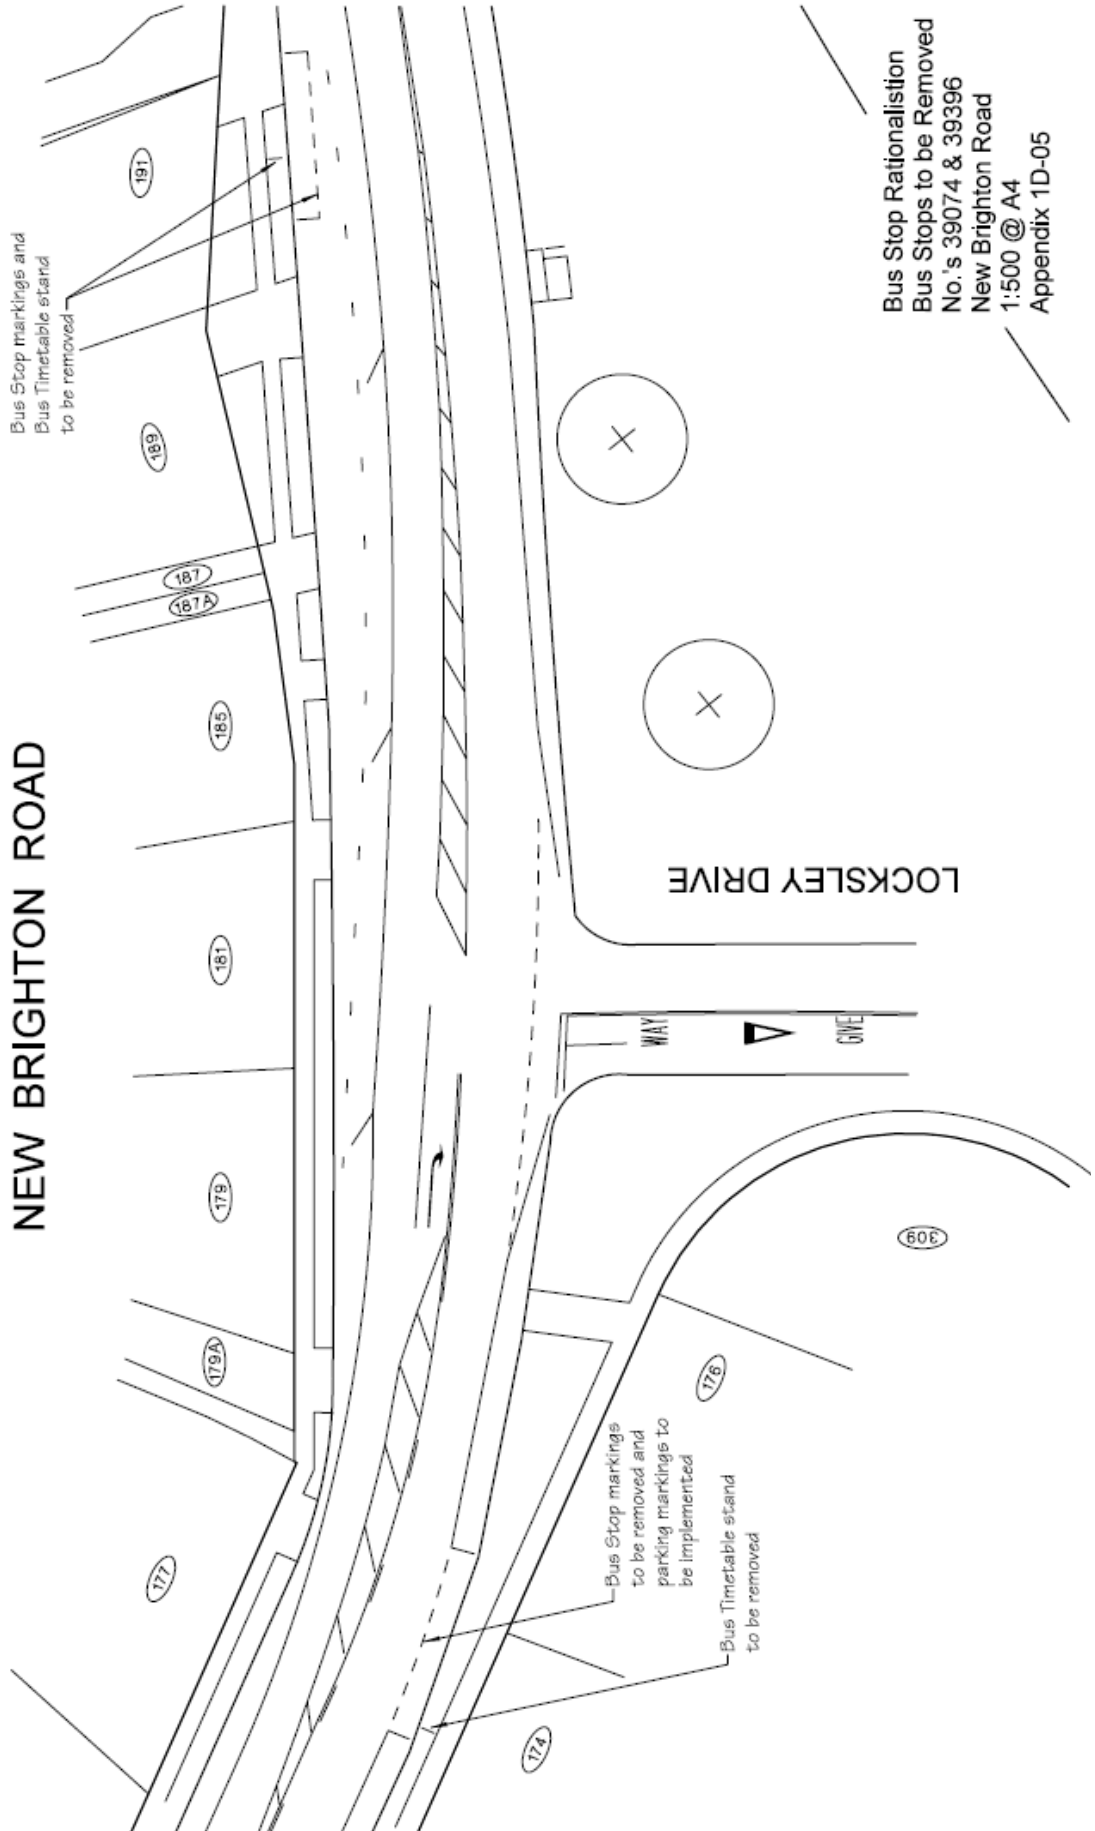 NEW BRIGHTON ROAD
Bus Stop markings and
Bus Timetable stand
to be removed
177
179A
179
181
185
187A
187
189
191
LOCKSLEY DRIVE
WAY
GIVE
309
176
174
Bus Stop markings
to be removed and
parking markings to
be implemented
Bus Timetable stand
to be removed
Bus Stop Rationalistion
Bus Stops to be Removed
No.'s 39074 & 39396
New Brighton Road
1:500 @ A4
Appendix 1D-05